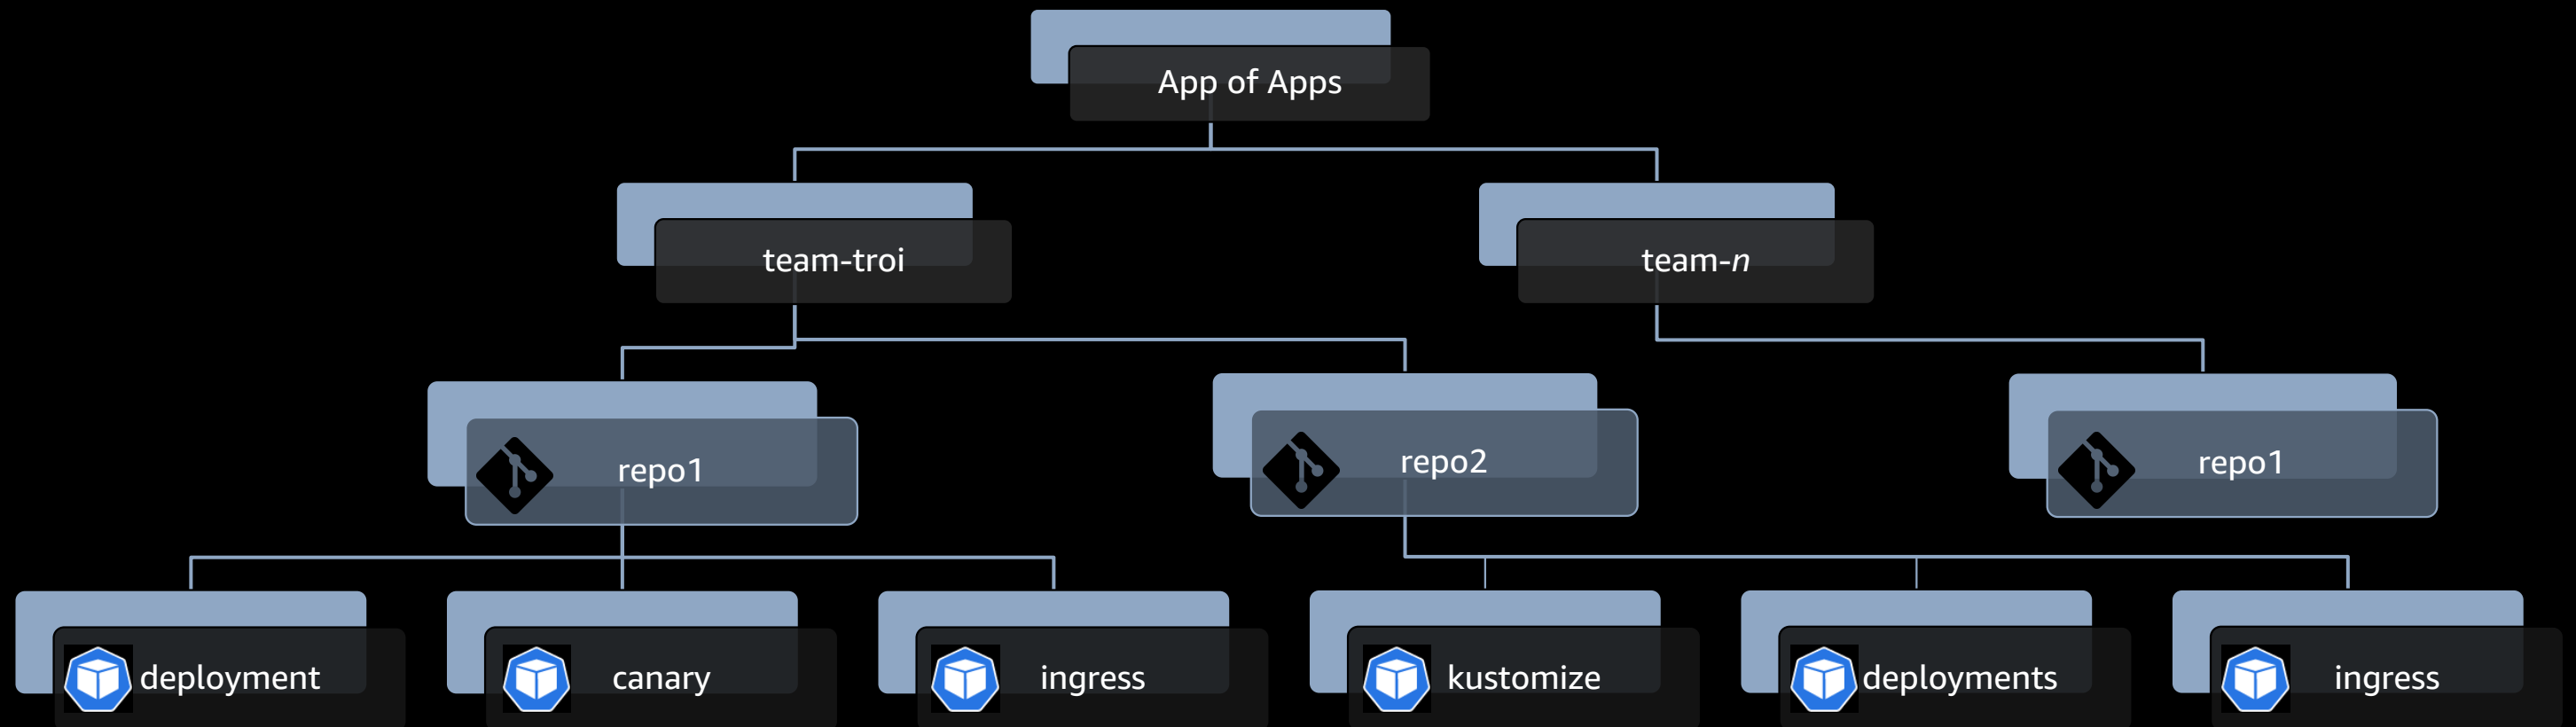 App of Apps
team-troi
team-n
repo1
repo2
repo1
deployment
canary
ingress
kustomize
deployments
ingress